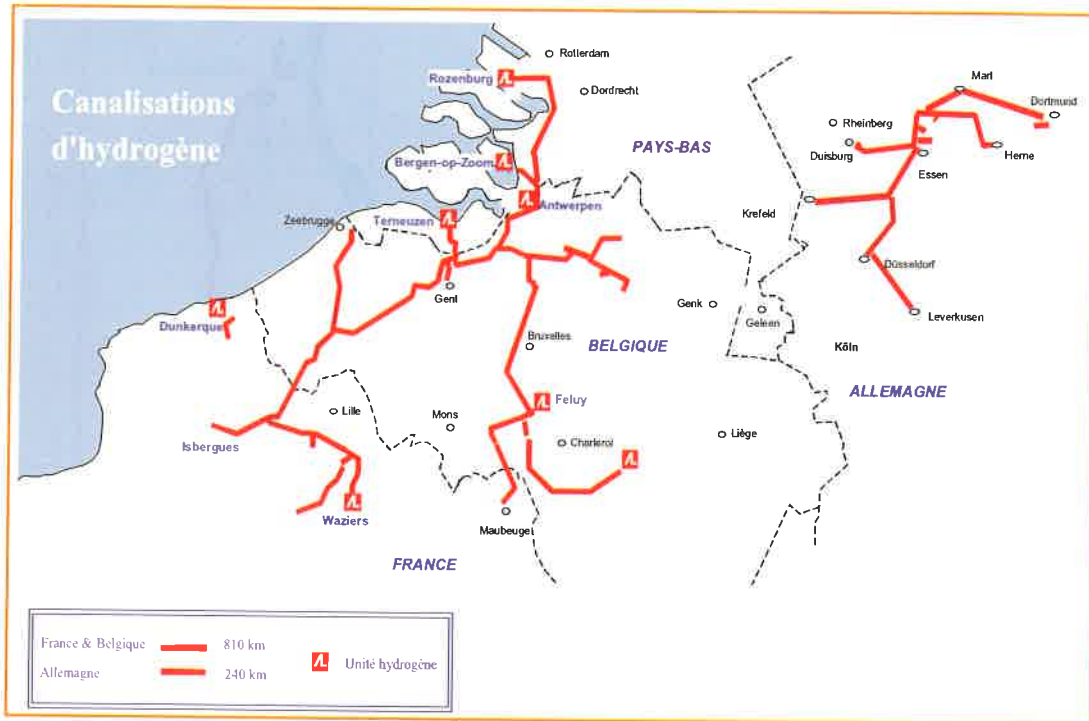 Canalisations
d'hydrogène
Rotterdam
Rozenburg
Dordrecht
Marl
Dortmund
Rheinberg
Duisburg
Herne
Essen
PAYS-BAS
Bergen-op-Zoom
Antwerpen
Krefeld
Terneuzen
Zeebrugge
Düsseldorf
Gent
Genk
Geleen
Leverkusen
Dunkerque
Bruxelles
BELGIQUE
Köln
ALLEMAGNE
Feluy
Lille
Mons
Charleroi
Liège
Isbergues
Waziers
Maubeuge
FRANCE
France & Belgique 810 km
Allemagne 240 km
Unité hydrogène